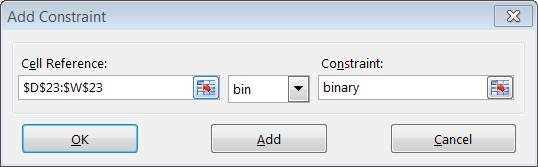 Add Constraint
Cell Reference: Constraint:
$D$23:$W$23 bin binary
OK Add Cancel